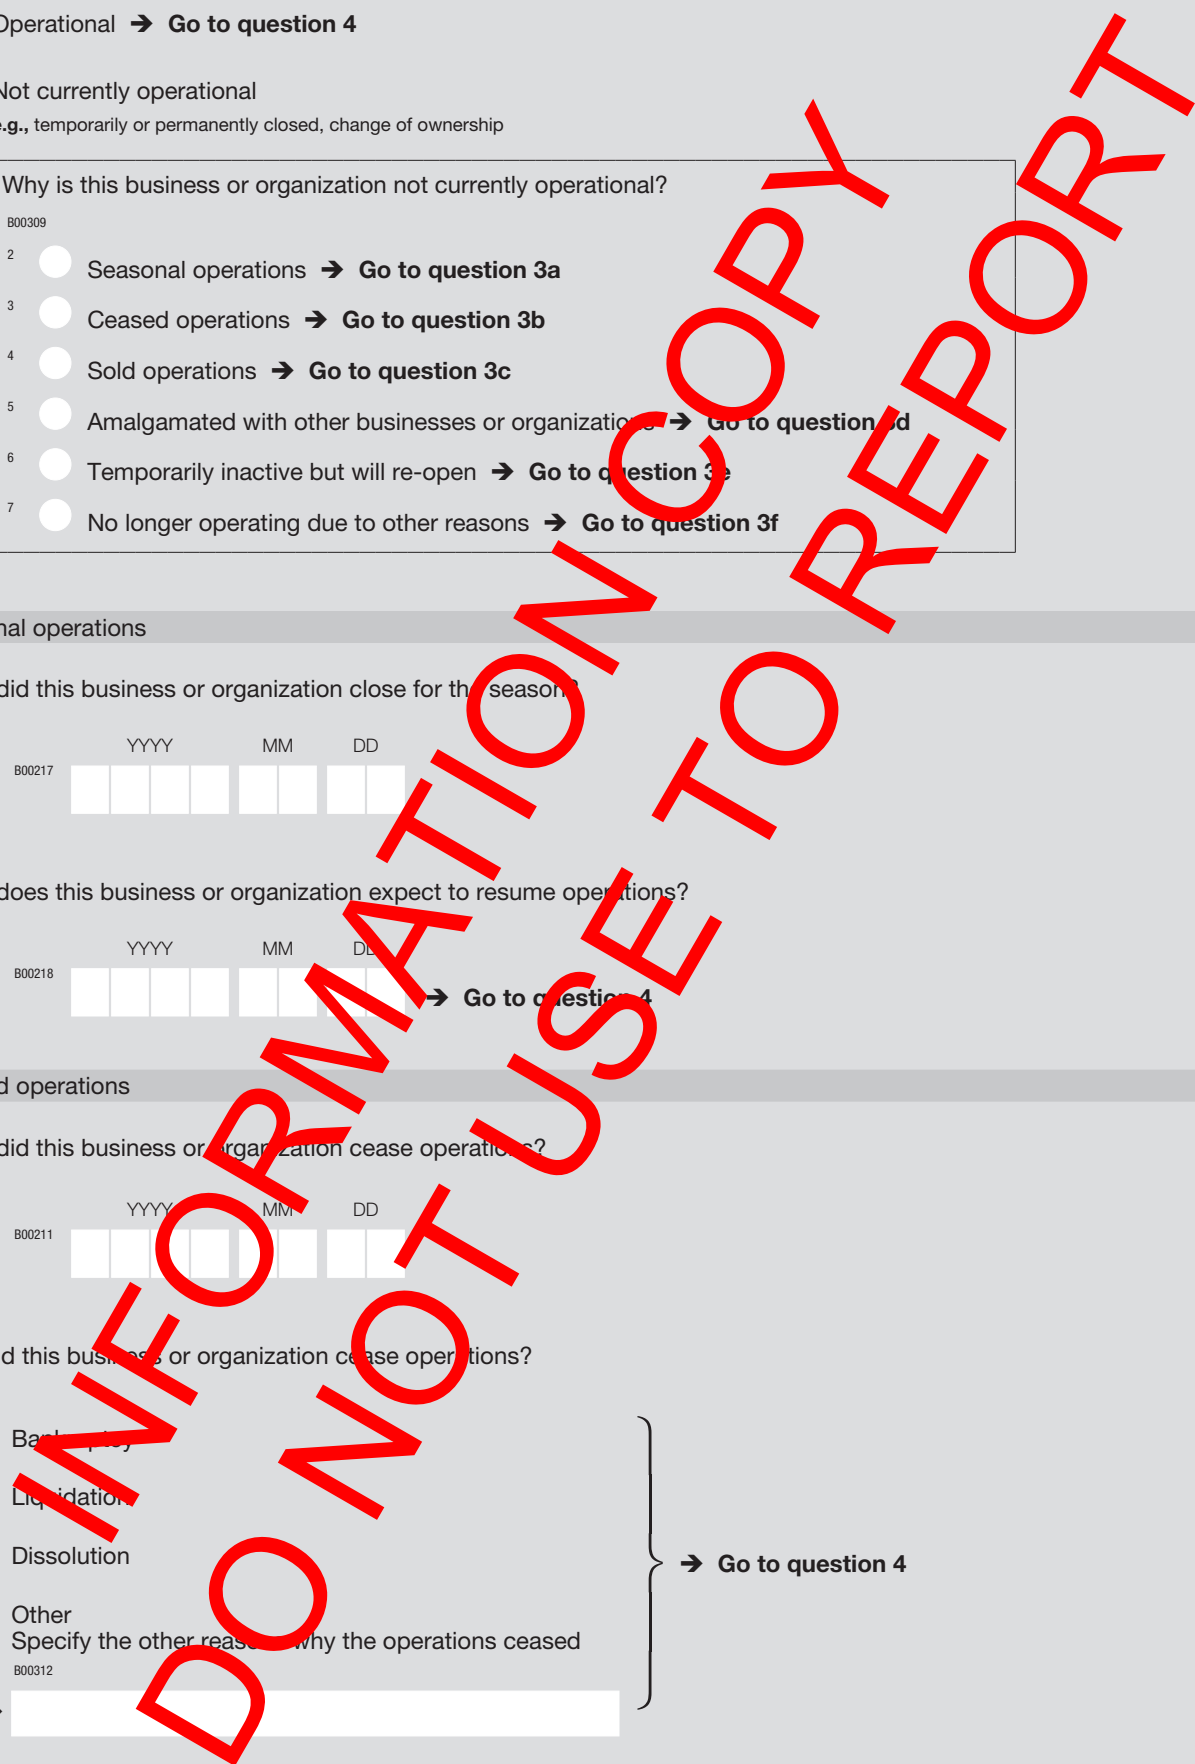 Operational ➔ Go to question 4
Not currently operational
e.g., temporarily or permanently closed, change of ownership
Why is this business or organization not currently operational?
B00309
2 Seasonal operations ➔ Go to question 3a
3 Ceased operations ➔ Go to question 3b
4 Sold operations ➔ Go to question 3c
5 Amalgamated with other businesses or organizations ➔ Go to question 3d
6 Temporarily inactive but will re-open ➔ Go to question 3e
7 No longer operating due to other reasons ➔ Go to question 3f
nal operations
did this business or organization close for the season?
YYYY MM DD
B00217
does this business or organization expect to resume operations?
YYYY MM DD
B00218
➔ Go to question 4
d operations
did this business or organization cease operations?
YYYY MM DD
B00211
d this business or organization cease operations?
Bankruptcy
Liquidation
Dissolution
➔ Go to question 4
Other
Specify the other reasons why the operations ceased
B00312
INFORMATION COPY
DO NOT USE TO REPORT